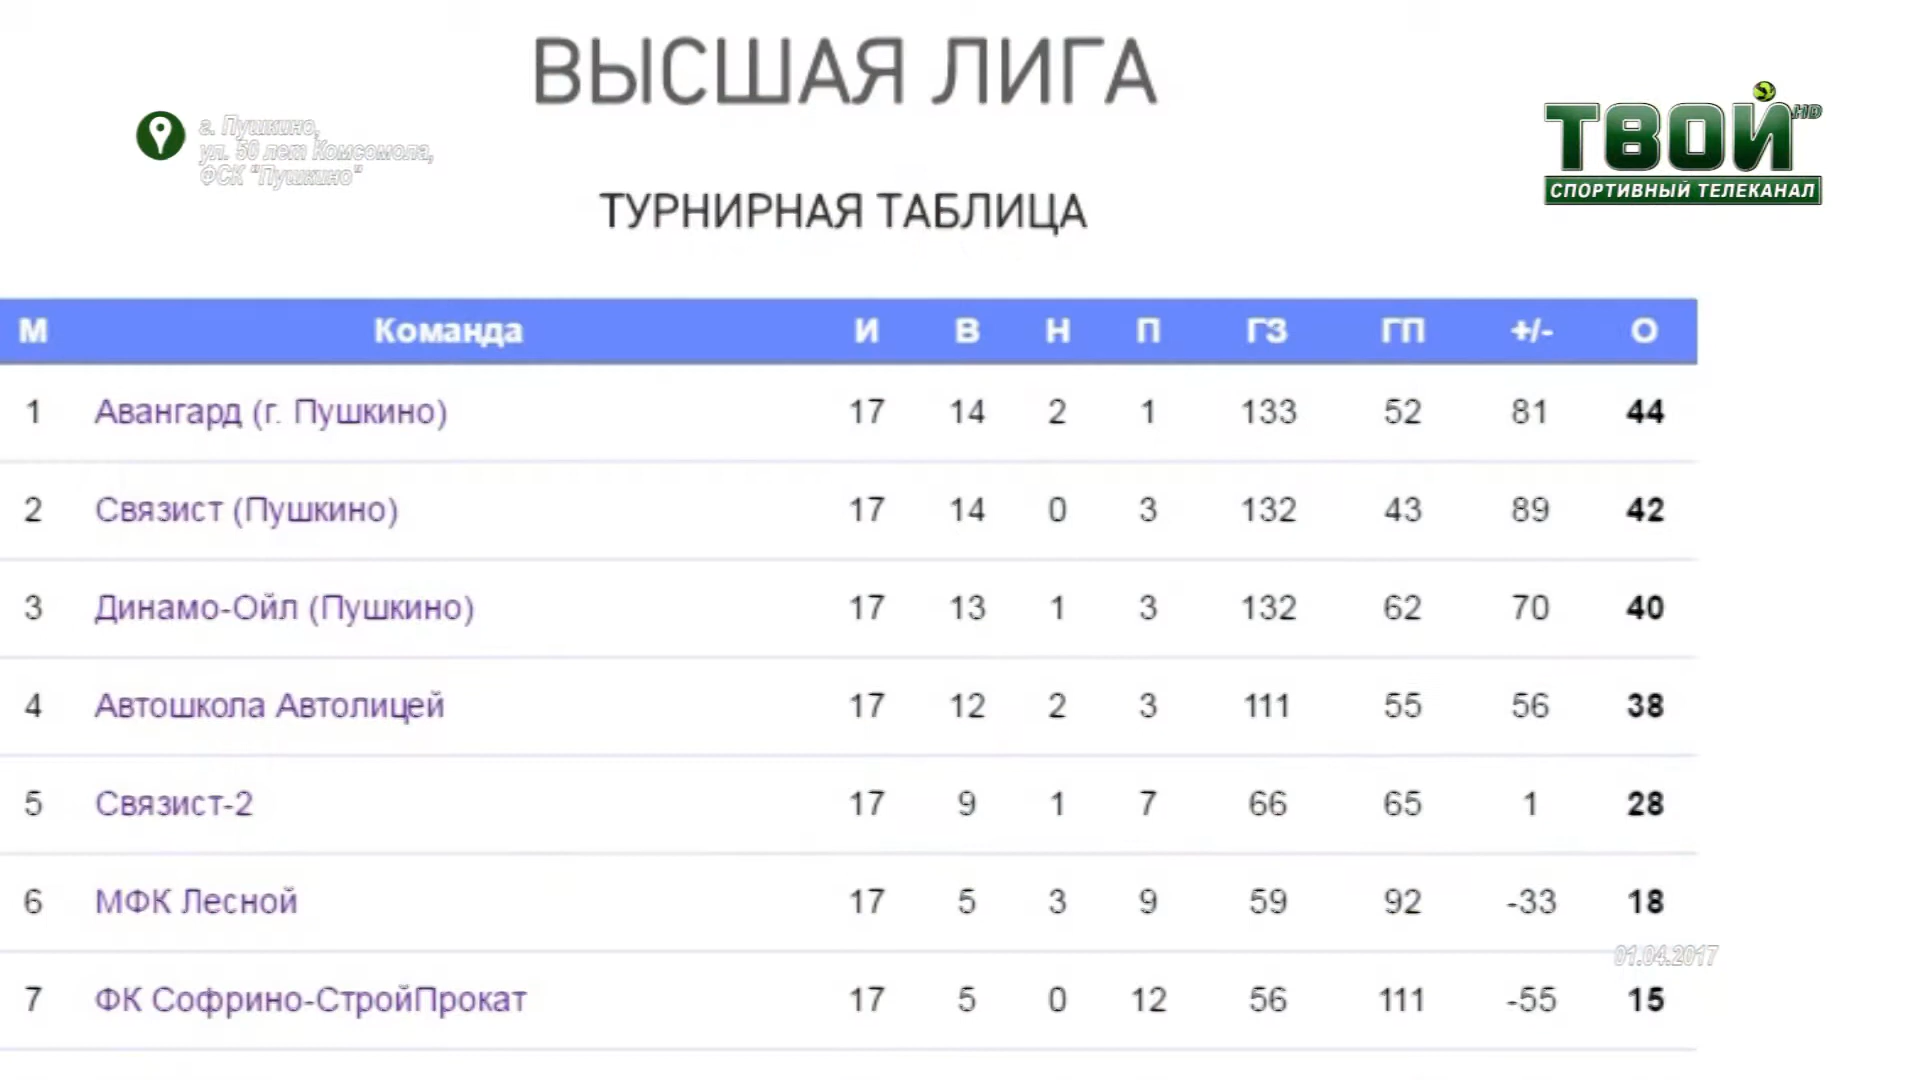 ВЫСШАЯ ЛИГА
г. Пушкино,
ул. 50 лет Комсомола,
ФСК "Пушкино"
ТВОЙ HD
СПОРТИВНЫЙ ТЕЛЕКАНАЛ
ТУРНИРНАЯ ТАБЛИЦА
М Команда И В Н П ГЗ ГП +/- О
1 Авангард (г. Пушкино) 17 14 2 1 133 52 81 44
2 Связист (Пушкино) 17 14 0 3 132 43 89 42
3 Динамо-Ойл (Пушкино) 17 13 1 3 132 62 70 40
4 Автошкола Автолицей 17 12 2 3 111 55 56 38
5 Связист-2 17 9 1 7 66 65 1 28
6 МФК Лесной 17 5 3 9 59 92 -33 18
01.04.2017
7 ФК Софрино-СтройПрокат 17 5 0 12 56 111 -55 15